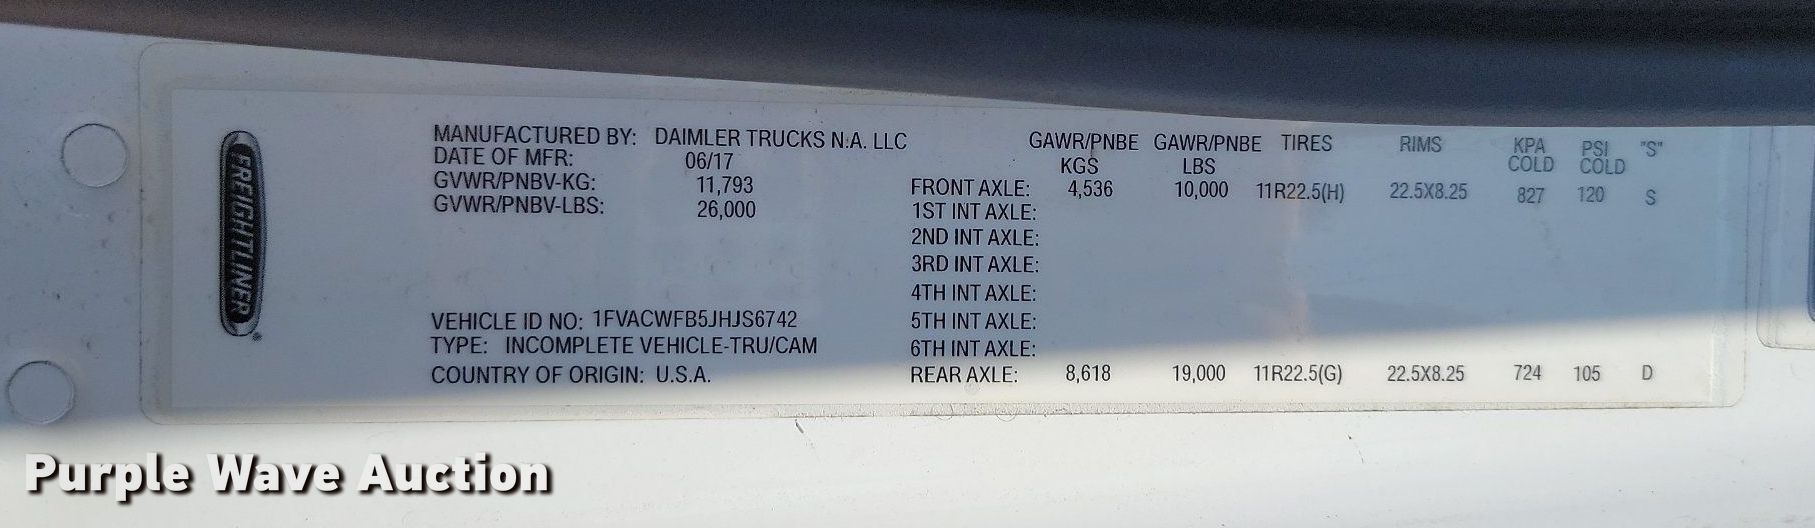 FREIGHTLINER
MANUFACTURED BY: DAIMLER TRUCKS N.A. LLC
DATE OF MFR: 06/17
GVWR/PNBV-KG: 11,793
GVWR/PNBV-LBS: 26,000
VEHICLE ID NO: 1FVACWFB5JHJS6742
TYPE: INCOMPLETE VEHICLE-TRU/CAM
COUNTRY OF ORIGIN: U.S.A.
GAWR/PNBE GAWR/PNBE TIRES RIMS KPA PSI "S"
KGS LBS COLD COLD
FRONT AXLE: 4,536 10,000 11R22.5(H) 22.5X8.25 827 120 S
1ST INT AXLE:
2ND INT AXLE:
3RD INT AXLE:
4TH INT AXLE:
5TH INT AXLE:
6TH INT AXLE:
REAR AXLE: 8,618 19,000 11R22.5(G) 22.5X8.25 724 105 D
Purple Wave Auction